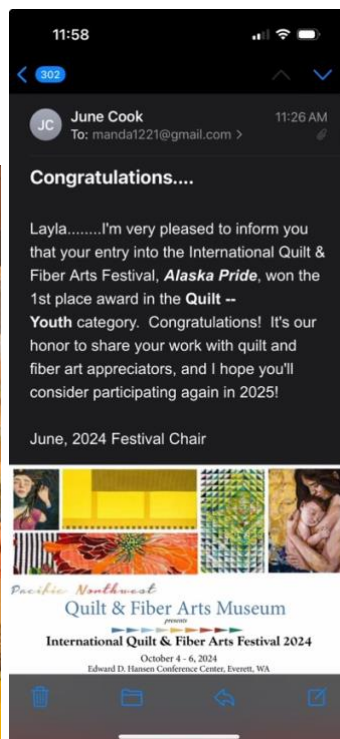 11:58
302
JC
June Cook
11:26 AM
To: manda1221@gmail.com >
Congratulations....
Layla........I'm very pleased to inform you
that your entry into the International Quilt &
Fiber Arts Festival, Alaska Pride, won the
1st place award in the Quilt --
Youth category. Congratulations! It's our
honor to share your work with quilt and
fiber art appreciators, and I hope you'll
consider participating again in 2025!
June, 2024 Festival Chair
Pacific Northwest
Quilt & Fiber Arts Museum
presents
International Quilt & Fiber Arts Festival 2024
October 4 - 6, 2024
Edward D. Hansen Conference Center, Everett, WA